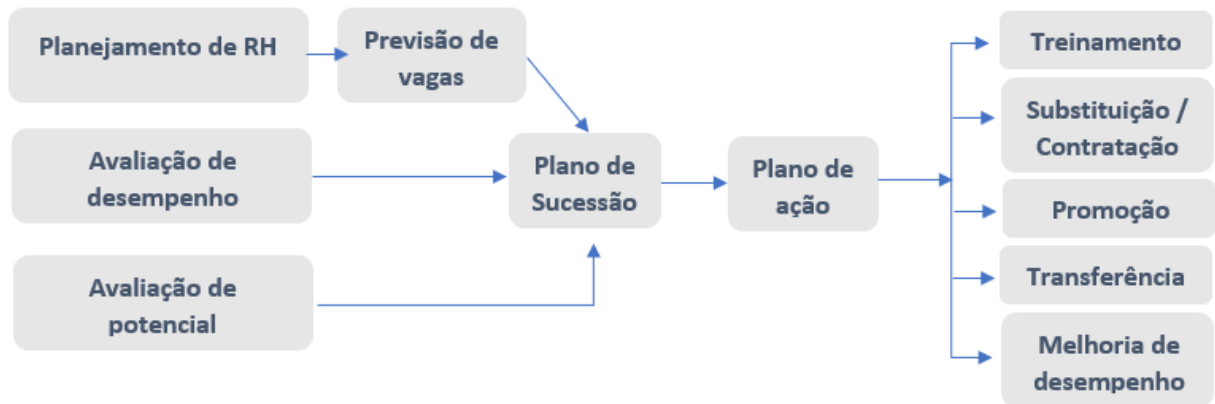 Planejamento de RH
Previsão de
vagas
Avaliação de
desempenho
Avaliação de
potencial
Plano de
Sucessão
Plano de
ação
Treinamento
Substituição /
Contratação
Promoção
Transferência
Melhoria de
desempenho